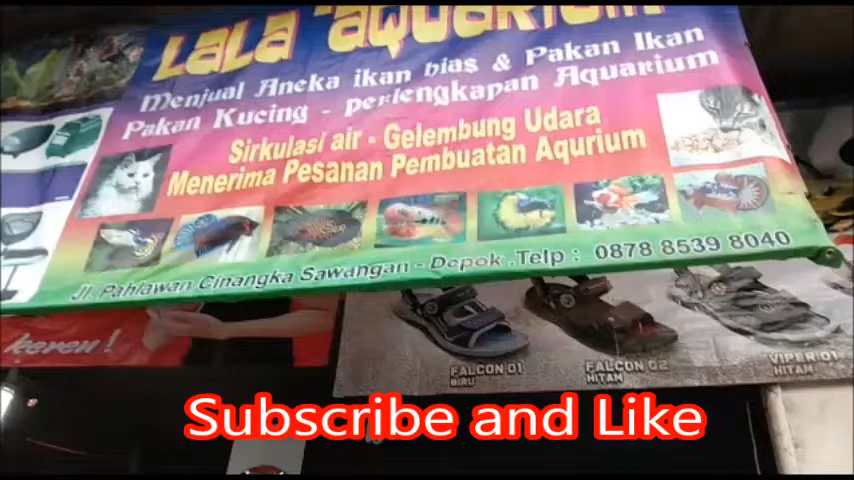 LALA AQUARIUM
Menjual Aneka ikan hias & Pakan Ikan
Pakan Kucing - perlengkapan Aquarium
Sirkulasi air - Gelembung Udara
Menerima Pesanan Pembuatan Aqurium
JL. Pahlawan Cinangka Sawangan - Depok .Telp : 0878 8539 8040
keren !
FALCON 01
BIRU
FALCON 02
HITAM
VIPER 01
HITAM
Subscribe and Like